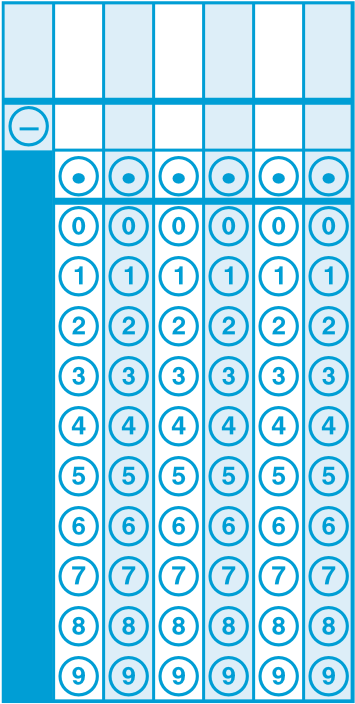 −
• • • • • •
0 0 0 0 0 0
1 1 1 1 1 1
2 2 2 2 2 2
3 3 3 3 3 3
4 4 4 4 4 4
5 5 5 5 5 5
6 6 6 6 6 6
7 7 7 7 7 7
8 8 8 8 8 8
9 9 9 9 9 9